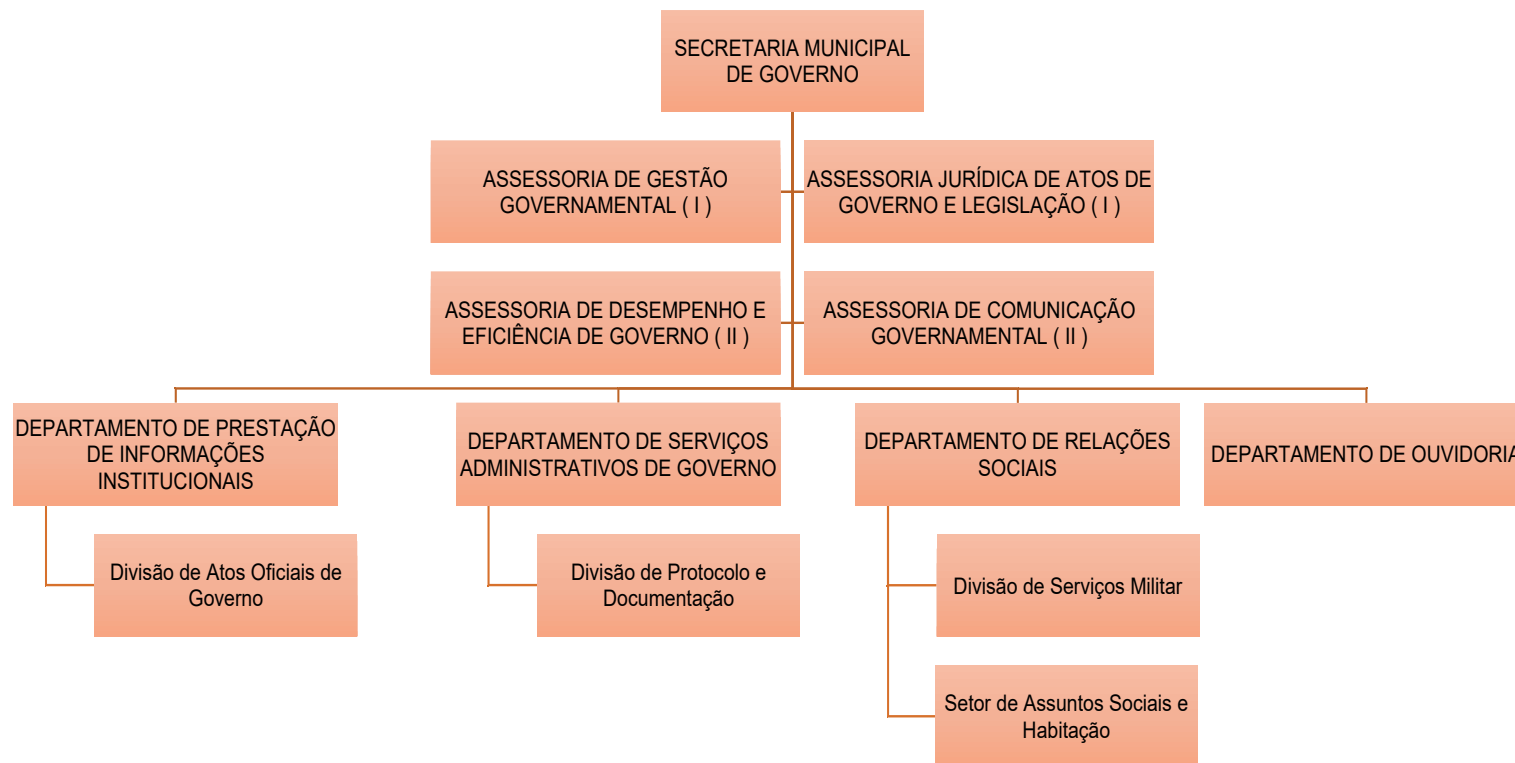 SECRETARIA MUNICIPAL
DE GOVERNO
ASSESSORIA DE GESTÃO
GOVERNAMENTAL ( I )
ASSESSORIA JURÍDICA DE ATOS DE
GOVERNO E LEGISLAÇÃO ( I )
ASSESSORIA DE DESEMPENHO E
EFICIÊNCIA DE GOVERNO ( II )
ASSESSORIA DE COMUNICAÇÃO
GOVERNAMENTAL ( II )
DEPARTAMENTO DE PRESTAÇÃO
DE INFORMAÇÕES
INSTITUCIONAIS
DEPARTAMENTO DE SERVIÇOS
ADMINISTRATIVOS DE GOVERNO
DEPARTAMENTO DE RELAÇÕES
SOCIAIS
DEPARTAMENTO DE OUVIDORIA
Divisão de Atos Oficiais de
Governo
Divisão de Protocolo e
Documentação
Divisão de Serviços Militar
Setor de Assuntos Sociais e
Habitação